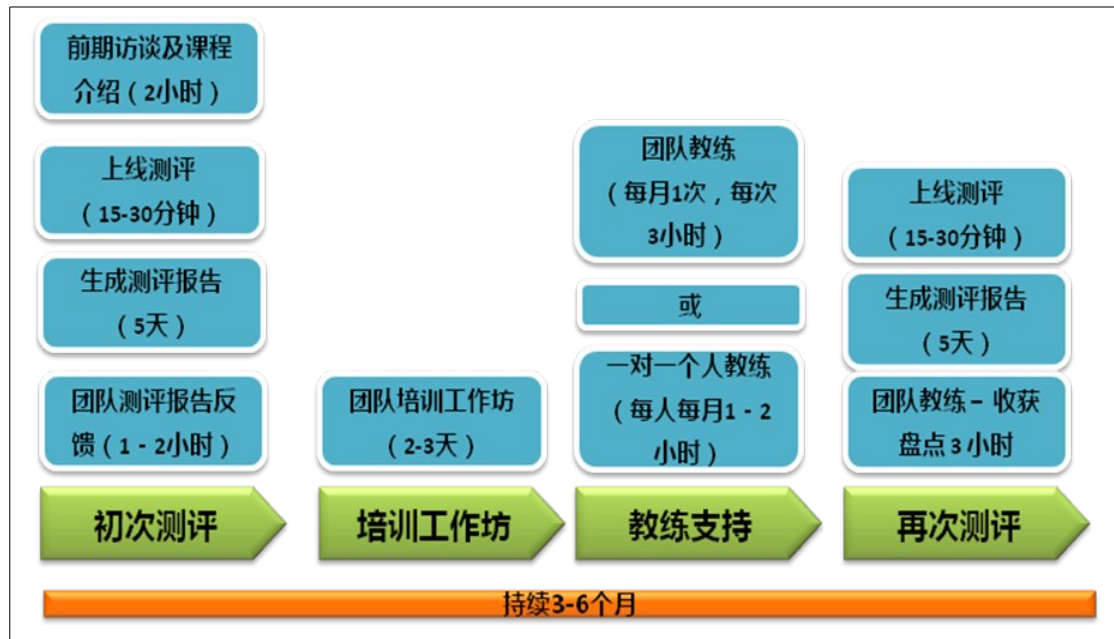 前期访谈及课程
介绍（2小时）
上线测评
（15-30分钟）
生成测评报告
（5天）
团队测评报告反
馈（1 - 2小时）
初次测评
团队培训工作坊
（2-3天）
培训工作坊
团队教练
（每月1次，每次
3小时）
或
一对一个人教练
（每人每月1 - 2
小时）
教练支持
上线测评
（15-30分钟）
生成测评报告
（5天）
团队教练 – 收获
盘点 3 小时
再次测评
持续3-6个月